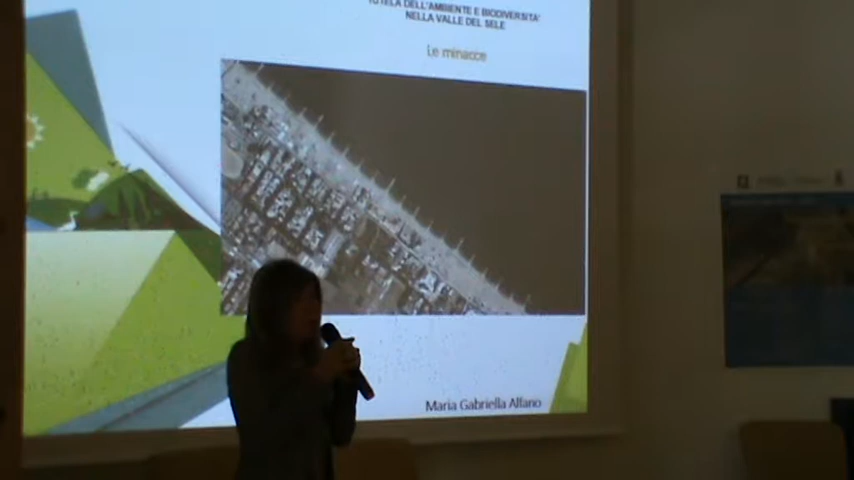 TUTELA DELL'AMBIENTE E BIODIVERSITA'
NELLA VALLE DEL SELE
Le minacce
Maria Gabriella Alfano